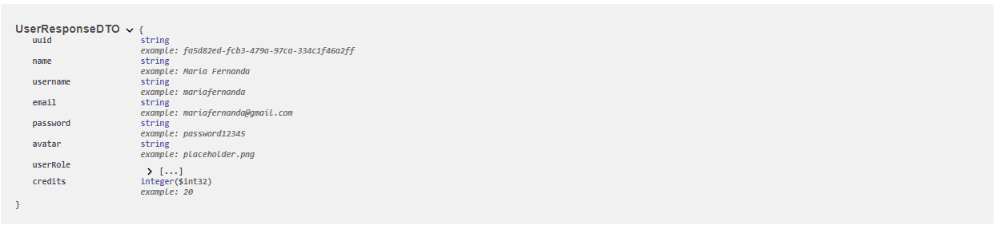 UserResponseDTO {
uuid string
example: fa5d82ed-fcb3-479a-97ca-334c1f46a2ff
name string
example: Maria Fernanda
username string
example: mariafernanda
email string
example: mariafernanda@gmail.com
password string
example: password12345
avatar string
example: placeholder.png
userRole
[...]
credits integer($int32)
example: 20
}